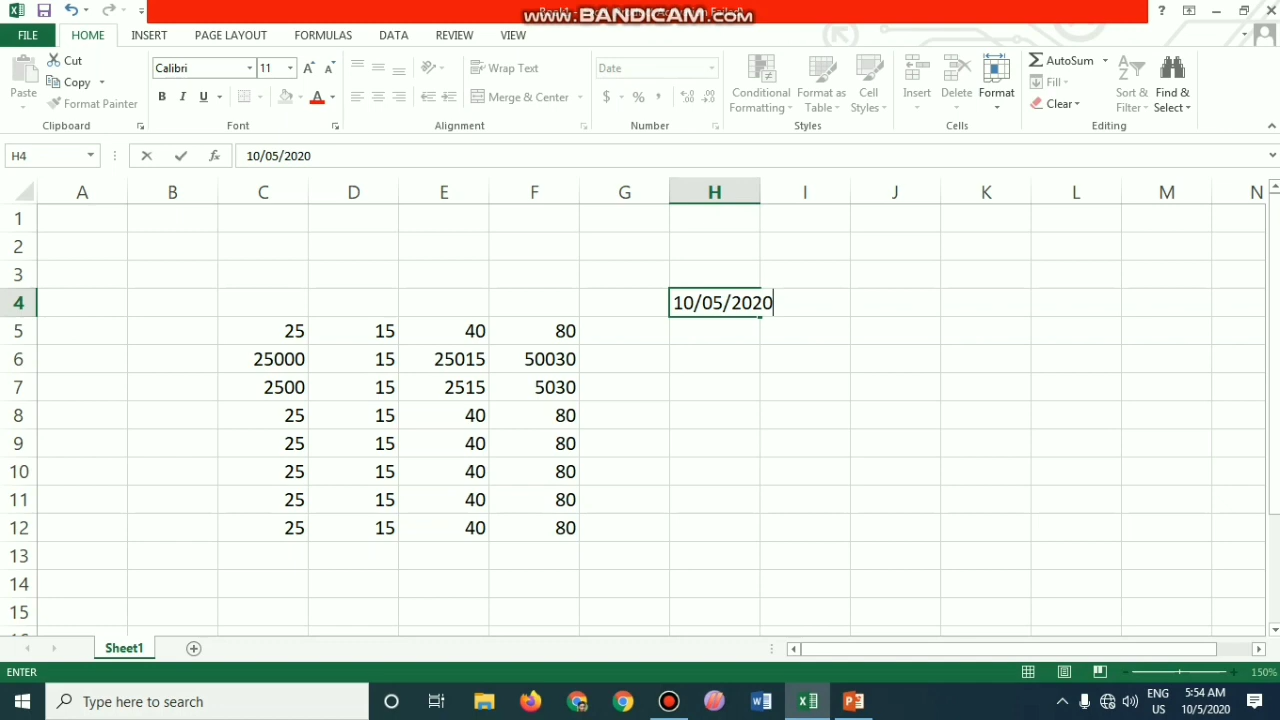 www.BANDICAM.com
FILE HOME INSERT PAGE LAYOUT FORMULAS DATA REVIEW VIEW
Cut
Copy
Format Painter
Paste
Clipboard
Calibri 11
B I U
Font
Wrap Text
Merge & Center
Alignment
Date
$ % ,
Number
Conditional Formatting
Format as Table
Cell Styles
Styles
Insert Delete Format
Cells
AutoSum
Fill
Clear
Sort & Filter
Find & Select
Editing
H4 fx 10/05/2020
A B C D E F G H I J K L M N
1
2
3
4 10/05/2020
5 25 15 40 80
6 25000 15 25015 50030
7 2500 15 2515 5030
8 25 15 40 80
9 25 15 40 80
10 25 15 40 80
11 25 15 40 80
12 25 15 40 80
13
14
15
Sheet1
ENTER 150%
Type here to search
ENG US
5:54 AM
10/5/2020